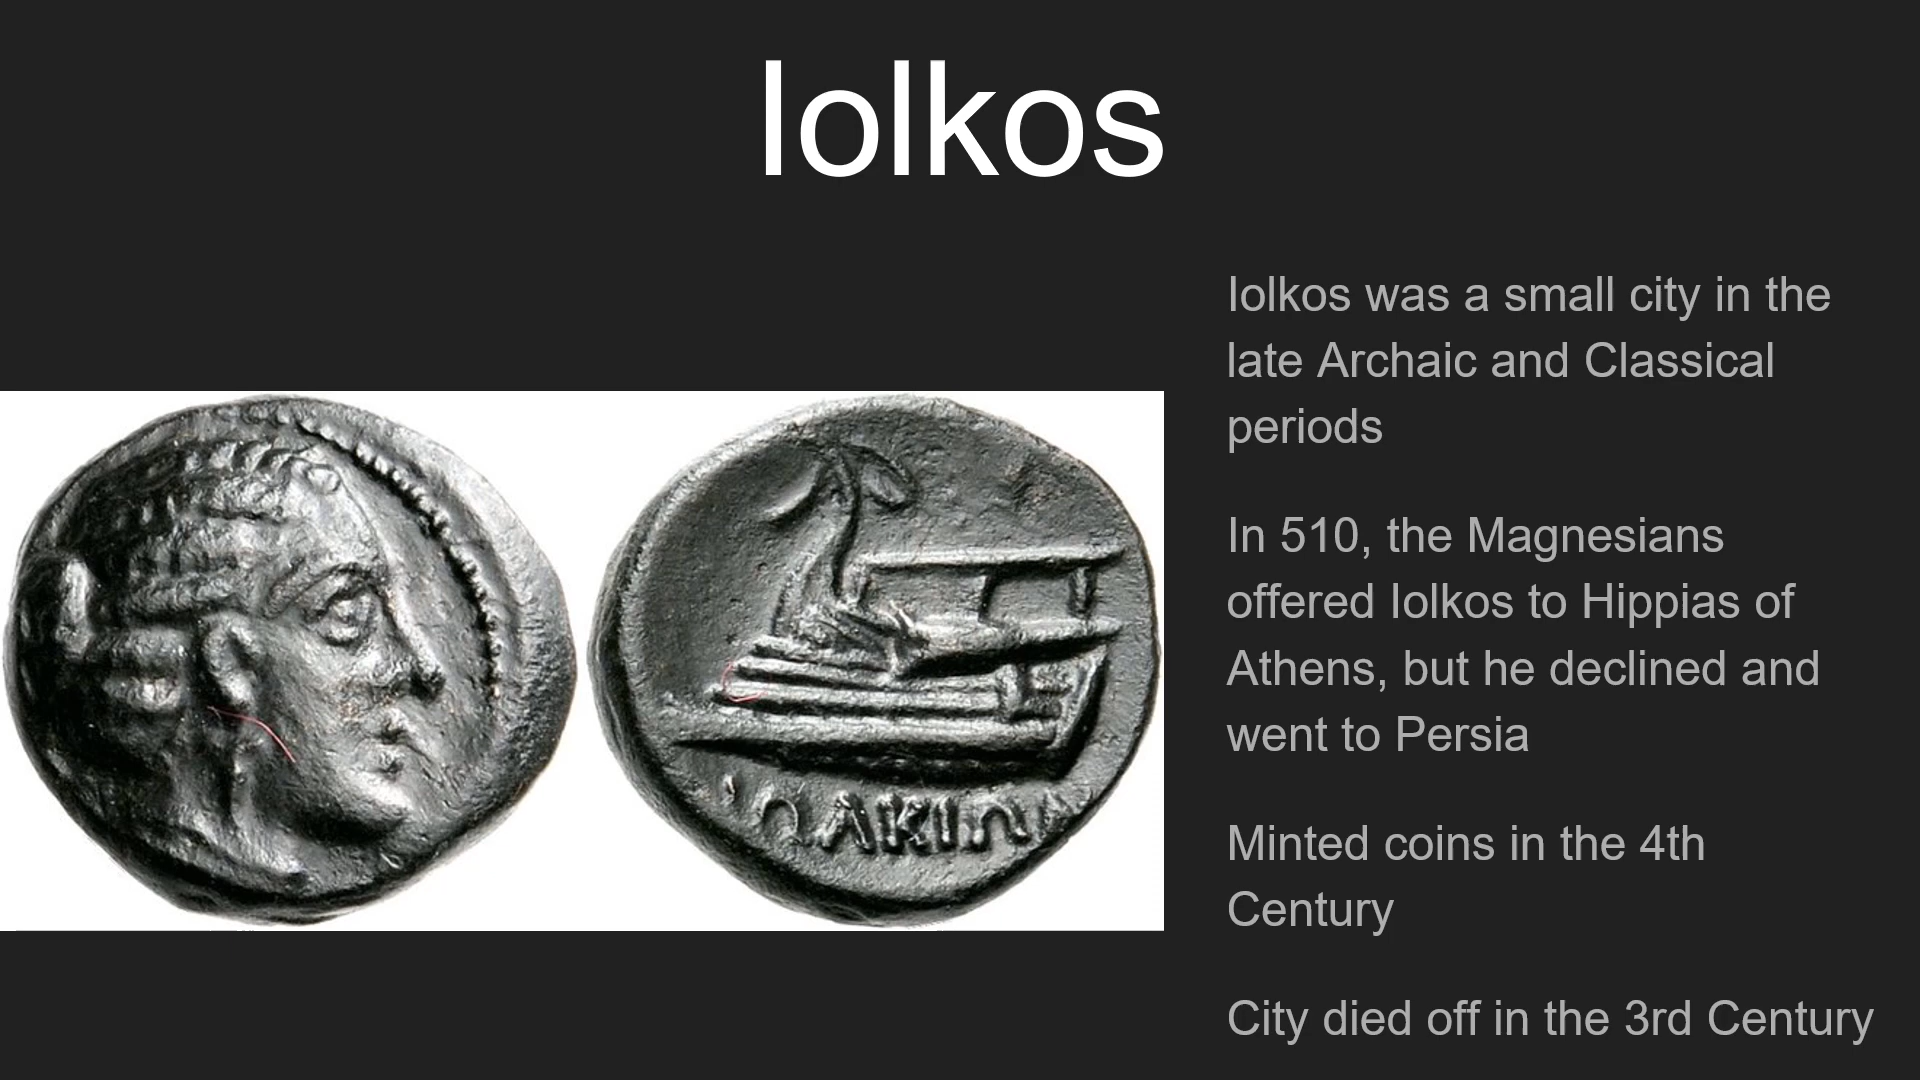 Iolkos
Iolkos was a small city in the
late Archaic and Classical
periods
In 510, the Magnesians
offered Iolkos to Hippias of
Athens, but he declined and
went to Persia
Minted coins in the 4th
Century
City died off in the 3rd Century
ΙΩΛΚΙΩΝ